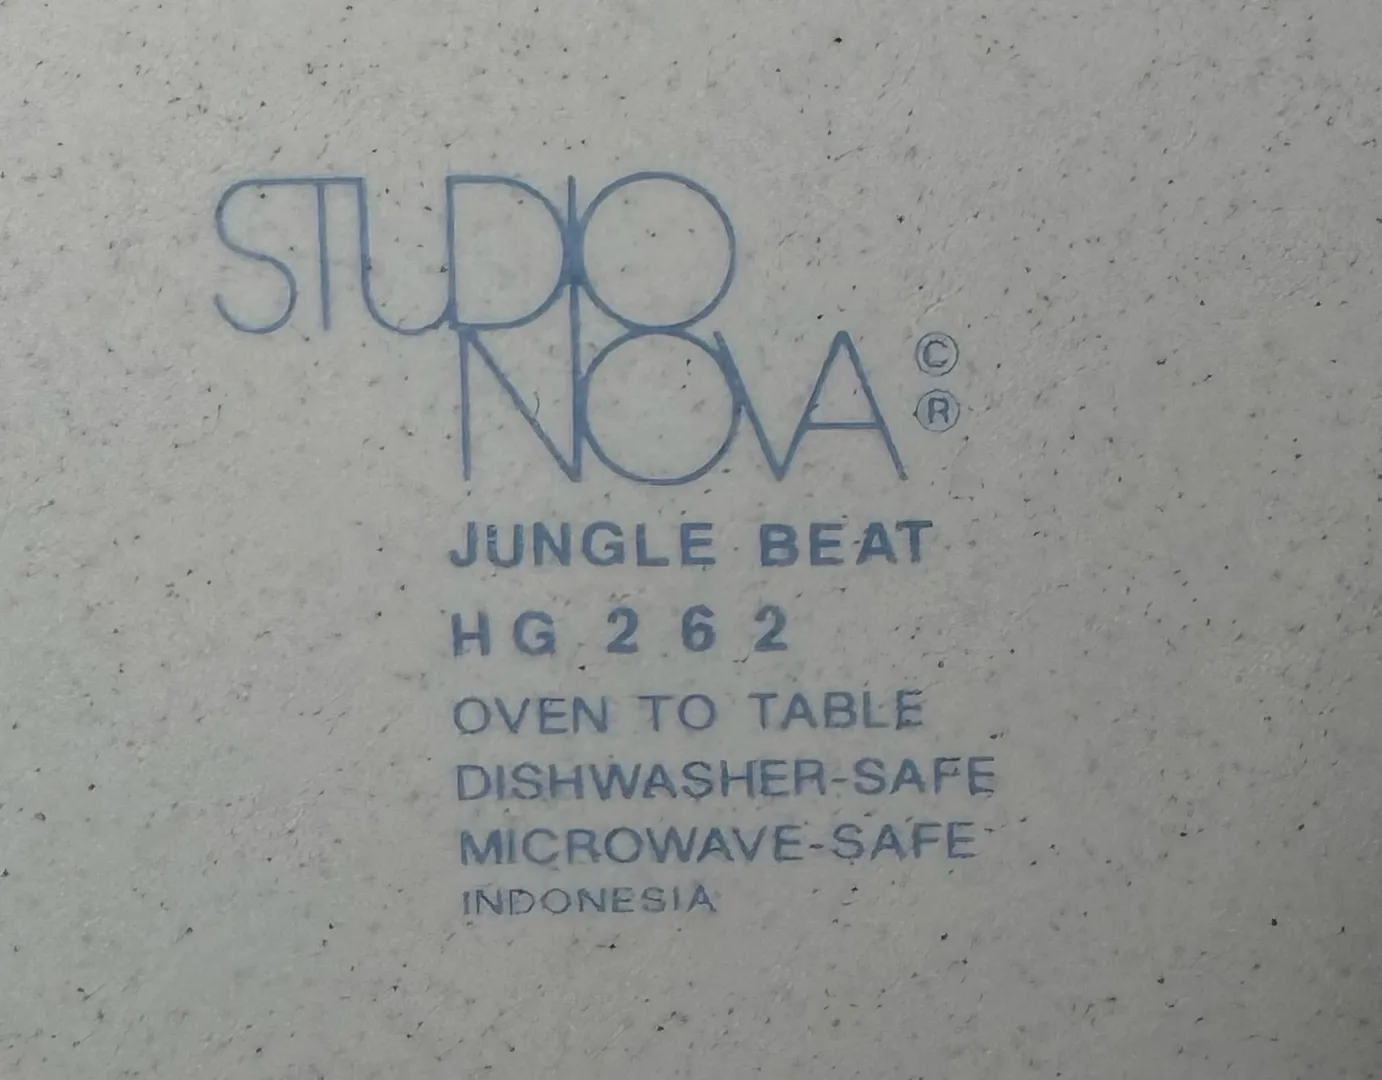 STUDIO
NOVA ©
®
JUNGLE BEAT
HG 262
OVEN TO TABLE
DISHWASHER-SAFE
MICROWAVE-SAFE
INDONESIA